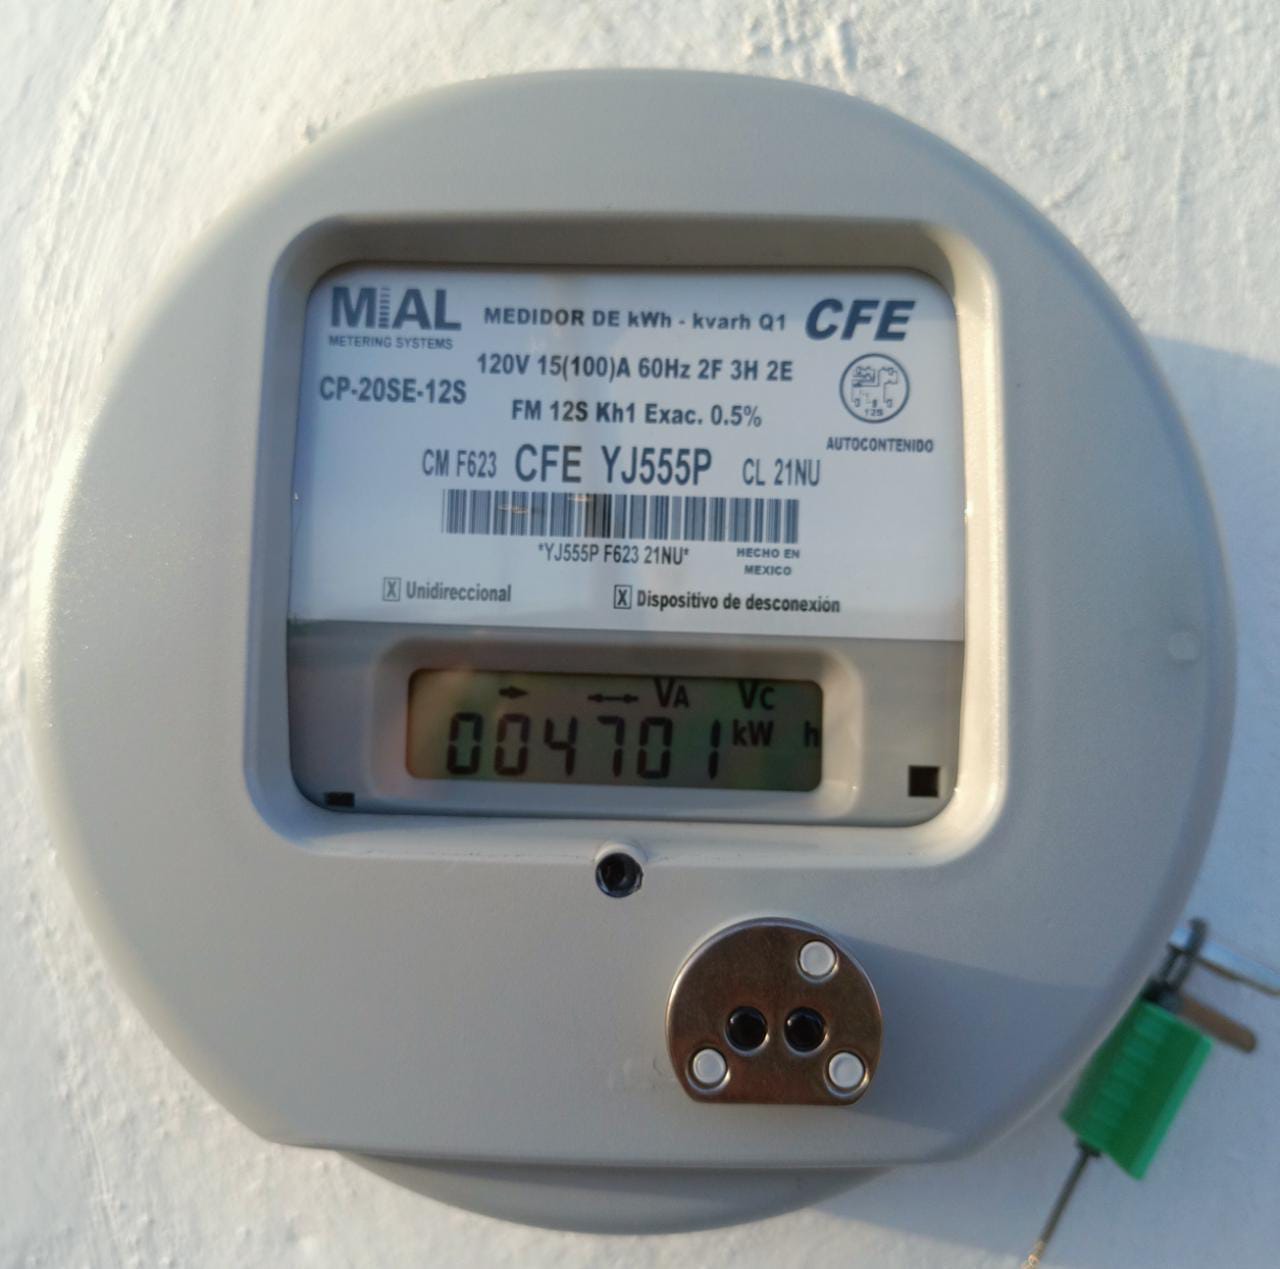 MIAL
METERING SYSTEMS
MEDIDOR DE kWh - kvarh Q1
CFE
120V 15(100)A 60Hz 2F 3H 2E
CP-20SE-12S
FM 12S Kh1 Exac. 0.5%
12S
AUTOCONTENIDO
CM F623 CFE YJ555P CL 21NU
*YJ555P F623 21NU*
HECHO EN
MEXICO
X Unidireccional
X Dispositivo de desconexión
VA VC
004701 kW h